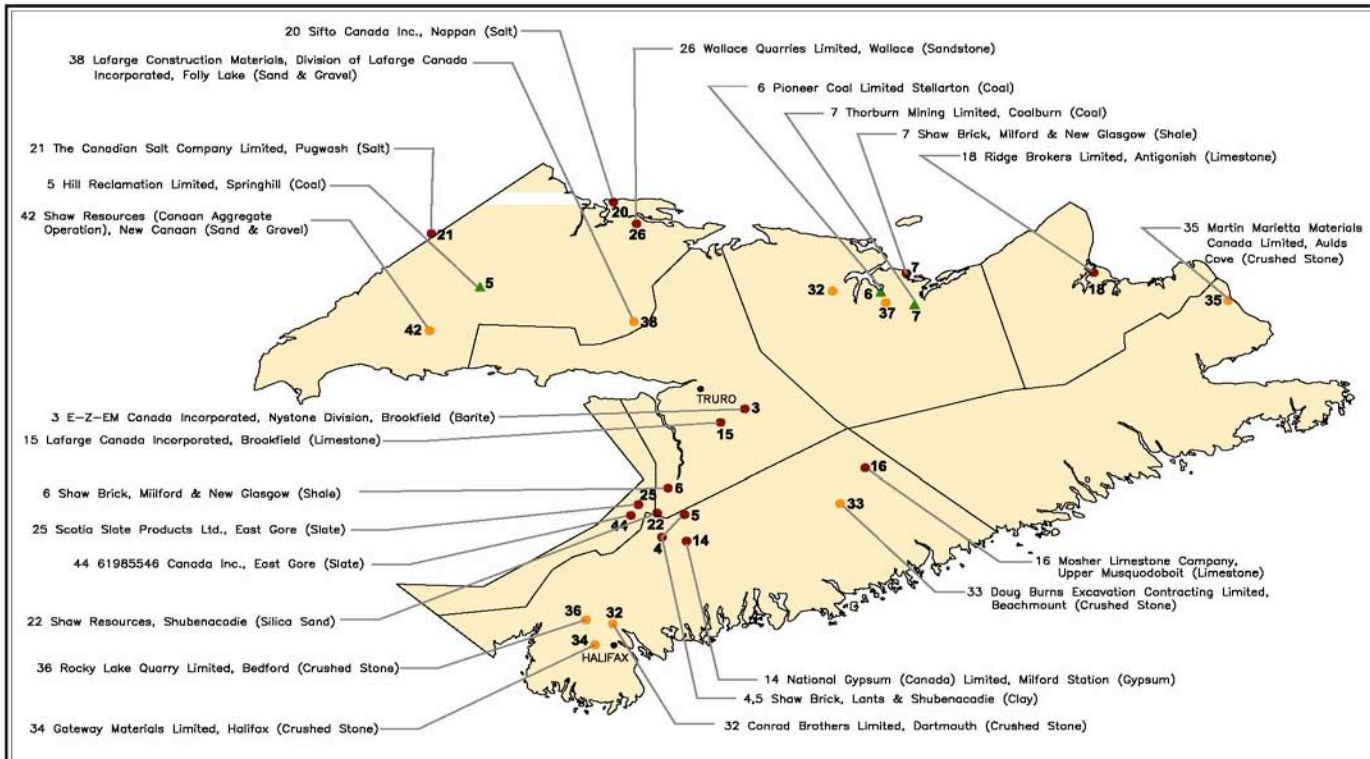 20 Sifto Canada Inc., Nappan (Salt)
26 Wallace Quarries Limited, Wallace (Sandstone)
38 Lafarge Construction Materials, Division of Lafarge Canada
Incorporated, Folly Lake (Sand & Gravel)
6 Pioneer Coal Limited Stellarton (Coal)
7 Thorburn Mining Limited, Coalburn (Coal)
7 Shaw Brick, Milford & New Glasgow (Shale)
21 The Canadian Salt Company Limited, Pugwash (Salt)
18 Ridge Brokers Limited, Antigonish (Limestone)
5 Hill Reclamation Limited, Springhill (Coal)
42 Shaw Resources (Canaan Aggregate
Operation), New Canaan (Sand & Gravel)
35 Martin Marietta Materials
Canada Limited, Aulds
Cove (Crushed Stone)
20
26
21
5
38
42
7
32
6
37
7
18
35
TRURO
3 E-Z-EM Canada Incorporated, Nystone Division, Brookfield (Barite)
3
15 Lafarge Canada Incorporated, Brookfield (Limestone)
15
16
6 Shaw Brick, Miilford & New Glasgow (Shale)
6
25
33
25 Scotia Slate Products Ltd., East Gore (Slate)
44
22
5
4
14
44 61985546 Canada Inc., East Gore (Slate)
16 Mosher Limestone Company,
Upper Musquodoboit (Limestone)
33 Doug Burns Excavation Contracting Limited,
Beachmount (Crushed Stone)
22 Shaw Resources, Shubenacadie (Silica Sand)
36
32
34
HALIFAX
36 Rocky Lake Quarry Limited, Bedford (Crushed Stone)
14 National Gypsum (Canada) Limited, Milford Station (Gypsum)
4,5 Shaw Brick, Lants & Shubenacadie (Clay)
34 Gateway Materials Limited, Halifax (Crushed Stone)
32 Conrad Brothers Limited, Dartmouth (Crushed Stone)